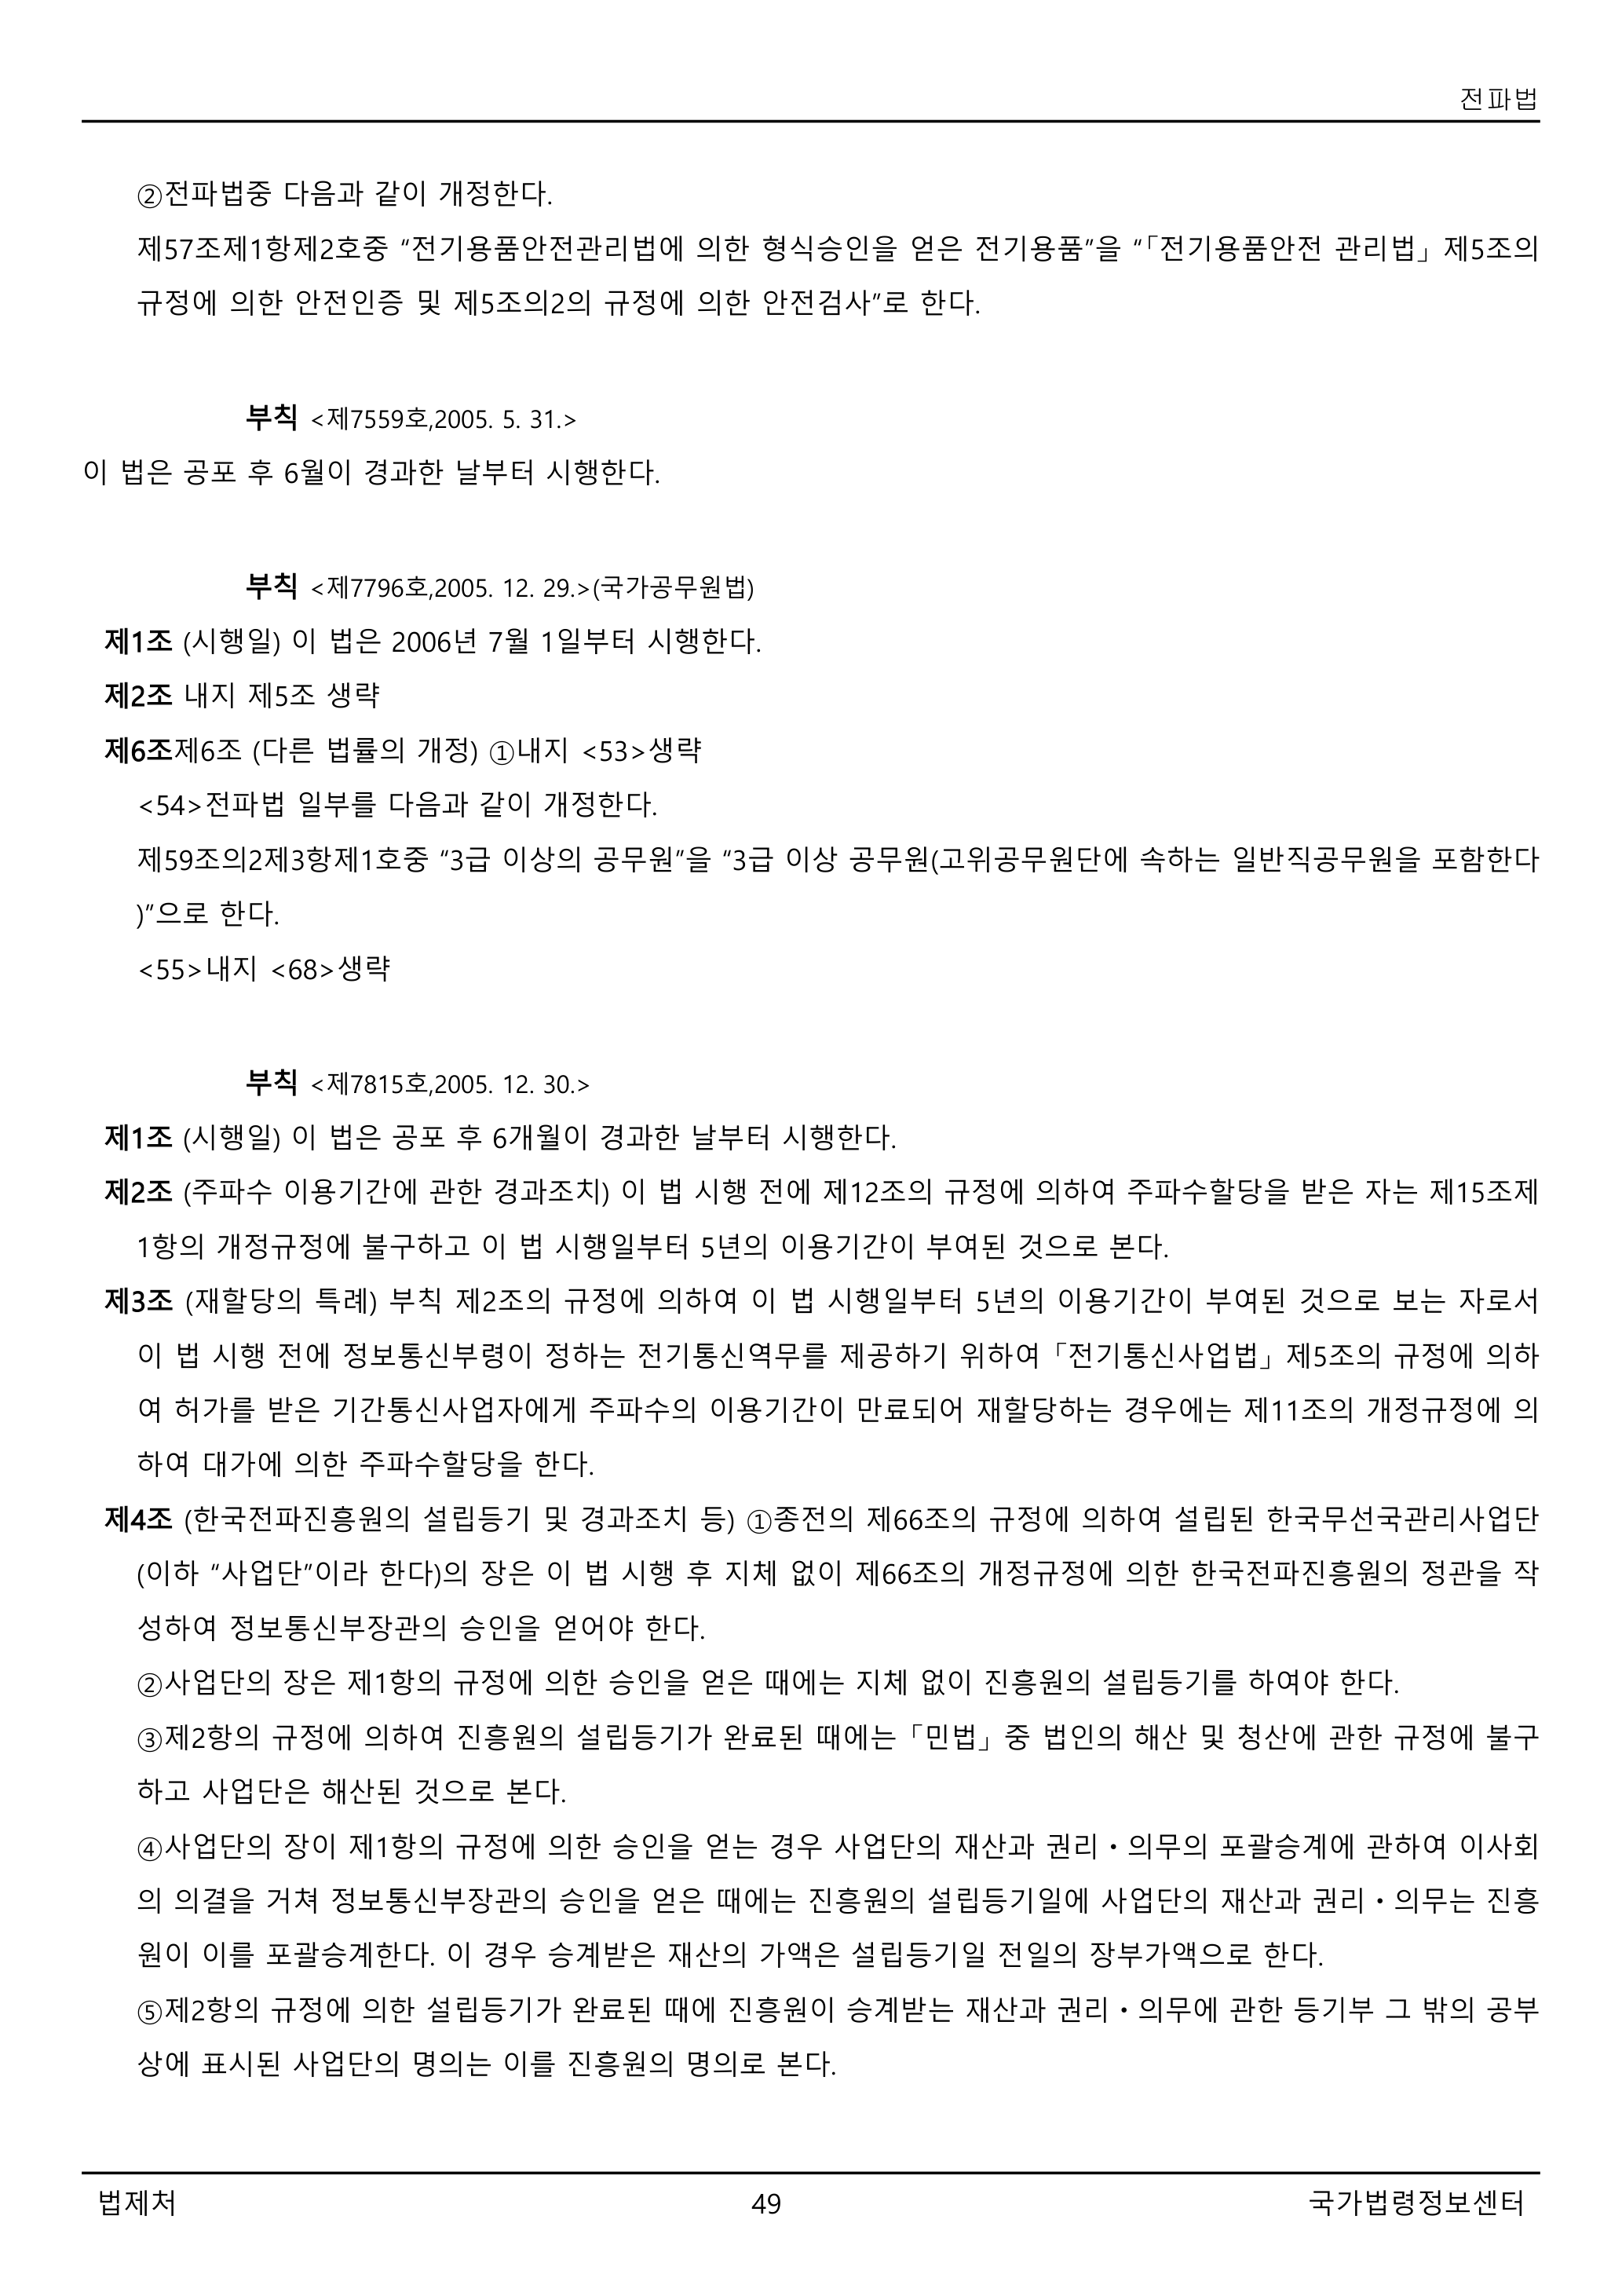 전파법
②전파법중 다음과 같이 개정한다.
제57조제1항제2호중 “전기용품안전관리법에 의한 형식승인을 얻은 전기용품”을 “「전기용품안전 관리법」 제5조의
규정에 의한 안전인증 및 제5조의2의 규정에 의한 안전검사”로 한다.
부칙 <제7559호,2005. 5. 31.>
이 법은 공포 후 6월이 경과한 날부터 시행한다.
부칙 <제7796호,2005. 12. 29.>(국가공무원법)
제1조 (시행일) 이 법은 2006년 7월 1일부터 시행한다.
제2조 내지 제5조 생략
제6조제6조 (다른 법률의 개정) ①내지 <53>생략
<54>전파법 일부를 다음과 같이 개정한다.
제59조의2제3항제1호중 “3급 이상의 공무원”을 “3급 이상 공무원(고위공무원단에 속하는 일반직공무원을 포함한다
)”으로 한다.
<55>내지 <68>생략
부칙 <제7815호,2005. 12. 30.>
제1조 (시행일) 이 법은 공포 후 6개월이 경과한 날부터 시행한다.
제2조 (주파수 이용기간에 관한 경과조치) 이 법 시행 전에 제12조의 규정에 의하여 주파수할당을 받은 자는 제15조제
1항의 개정규정에 불구하고 이 법 시행일부터 5년의 이용기간이 부여된 것으로 본다.
제3조 (재할당의 특례) 부칙 제2조의 규정에 의하여 이 법 시행일부터 5년의 이용기간이 부여된 것으로 보는 자로서
이 법 시행 전에 정보통신부령이 정하는 전기통신역무를 제공하기 위하여「전기통신사업법」제5조의 규정에 의하
여 허가를 받은 기간통신사업자에게 주파수의 이용기간이 만료되어 재할당하는 경우에는 제11조의 개정규정에 의
하여 대가에 의한 주파수할당을 한다.
제4조 (한국전파진흥원의 설립등기 및 경과조치 등) ①종전의 제66조의 규정에 의하여 설립된 한국무선국관리사업단
(이하 “사업단”이라 한다)의 장은 이 법 시행 후 지체 없이 제66조의 개정규정에 의한 한국전파진흥원의 정관을 작
성하여 정보통신부장관의 승인을 얻어야 한다.
②사업단의 장은 제1항의 규정에 의한 승인을 얻은 때에는 지체 없이 진흥원의 설립등기를 하여야 한다.
③제2항의 규정에 의하여 진흥원의 설립등기가 완료된 때에는「민법」중 법인의 해산 및 청산에 관한 규정에 불구
하고 사업단은 해산된 것으로 본다.
④사업단의 장이 제1항의 규정에 의한 승인을 얻는 경우 사업단의 재산과 권리・의무의 포괄승계에 관하여 이사회
의 의결을 거쳐 정보통신부장관의 승인을 얻은 때에는 진흥원의 설립등기일에 사업단의 재산과 권리・의무는 진흥
원이 이를 포괄승계한다. 이 경우 승계받은 재산의 가액은 설립등기일 전일의 장부가액으로 한다.
⑤제2항의 규정에 의한 설립등기가 완료된 때에 진흥원이 승계받는 재산과 권리・의무에 관한 등기부 그 밖의 공부
상에 표시된 사업단의 명의는 이를 진흥원의 명의로 본다.
법제처 49 국가법령정보센터